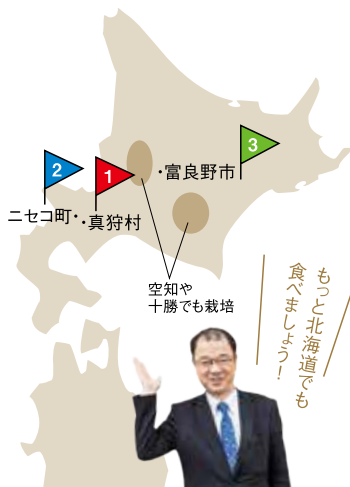 3
2
1
・富良野市
ニセコ町・
・真狩村
空知や
十勝でも栽培
もっと北海道でも
食べましょう！